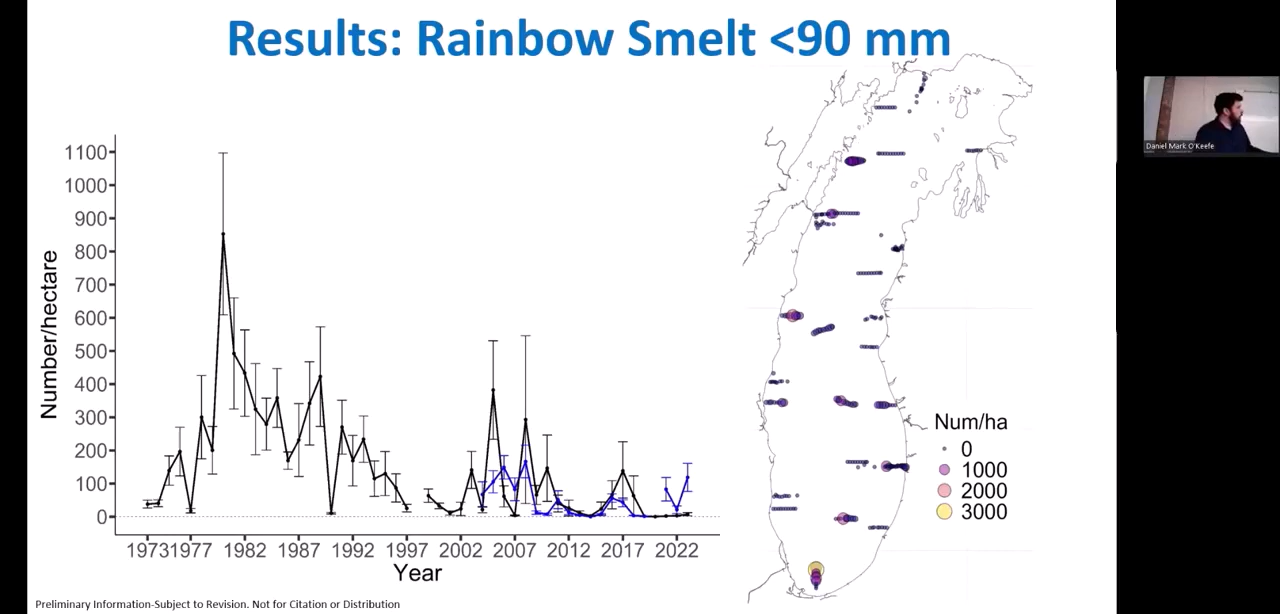 Results: Rainbow Smelt <90 mm
Daniel Mark O'Keefe
1100
1000
900
800
700
600
500
400
300
200
100
0
Number/hectare
1973 1977 1982 1987 1992 1997 2002 2007 2012 2017 2022
Year
Num/ha
0
1000
2000
3000
Preliminary Information-Subject to Revision. Not for Citation or Distribution